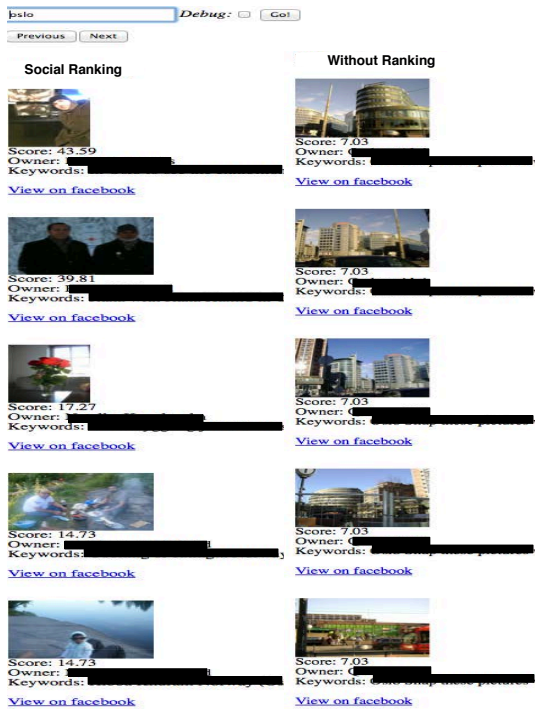 oslo Debug: Go!
Previous Next
Social Ranking
Score: 43.59
Owner:
Keywords:
View on facebook
Score: 39.81
Owner:
Keywords:
View on facebook
Score: 17.27
Owner:
Keywords:
View on facebook
Score: 14.73
Owner:
Keywords:
View on facebook
Score: 14.73
Owner:
Keywords:
View on facebook
Without Ranking
Score: 7.03
Owner:
Keywords:
View on facebook
Score: 7.03
Owner:
Keywords:
View on facebook
Score: 7.03
Owner:
Keywords:
View on facebook
Score: 7.03
Owner:
Keywords:
View on facebook
Score: 7.03
Owner:
Keywords:
View on facebook